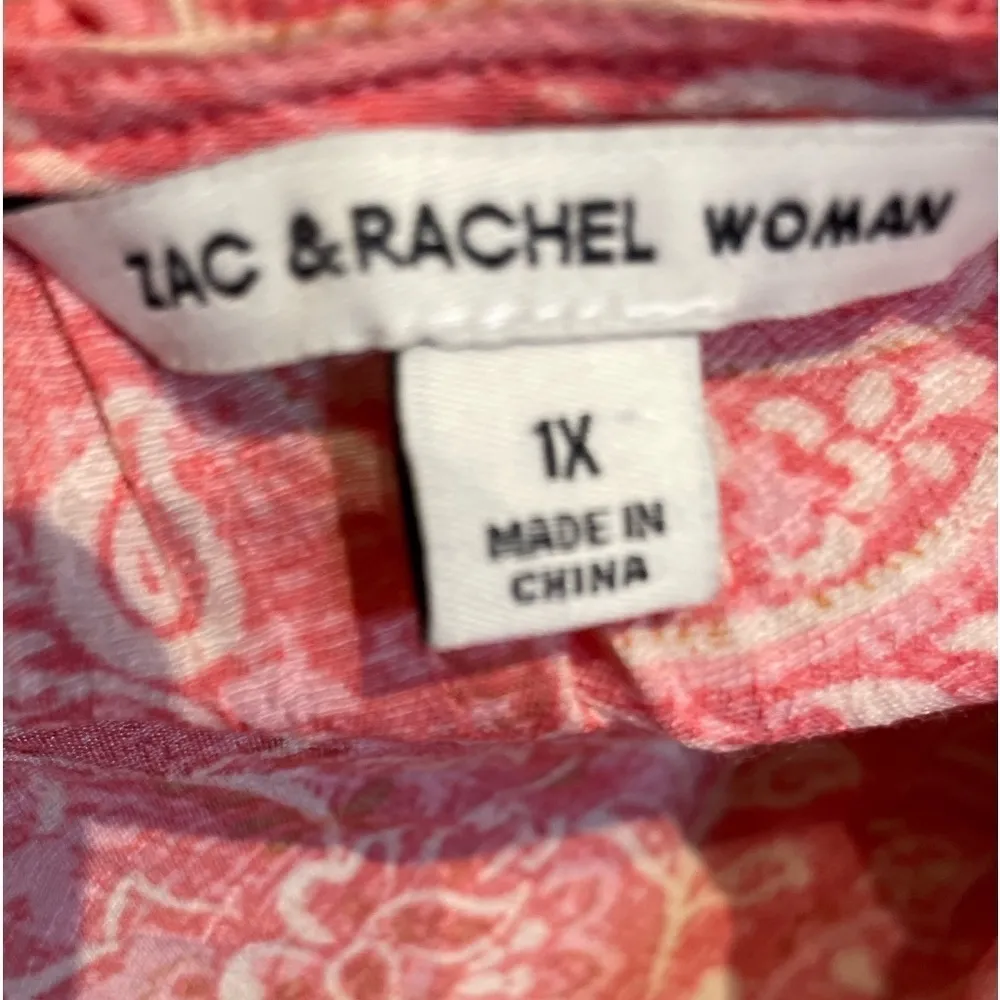 ZAC & RACHEL WOMAN
1X
MADE IN
CHINA